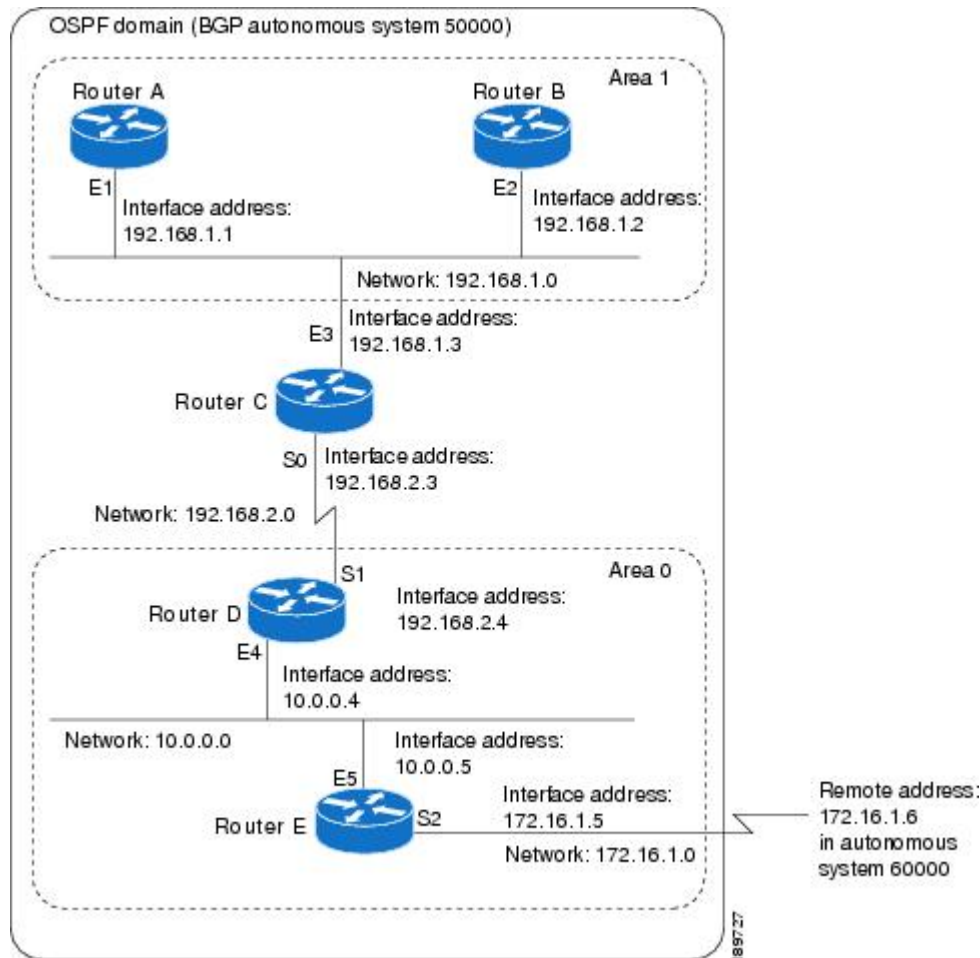 OSPF domain (BGP autonomous system 50000)
Area 1
Router A
Router B
E1
Interface address:
192.168.1.1
E2
Interface address:
192.168.1.2
Network: 192.168.1.0
E3
Interface address:
192.168.1.3
Router C
S0
Interface address:
192.168.2.3
Network: 192.168.2.0
Area 0
S1
Router D
Interface address:
192.168.2.4
E4
Interface address:
10.0.0.4
Network: 10.0.0.0
Interface address:
10.0.0.5
E5
Router E
S2
Interface address:
172.16.1.5
Network: 172.16.1.0
Remote address:
172.16.1.6
in autonomous
system 60000
89727